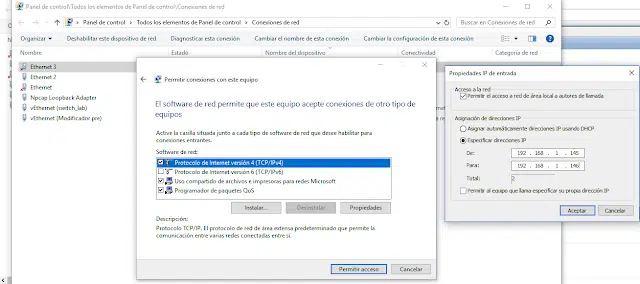 Panel de control\Todos los elementos de Panel de control\Conexiones de red
Panel de control > Todos los elementos de Panel de control > Conexiones de red
Buscar en Conexiones de red
Organizar
Deshabilitar este dispositivo de red
Diagnosticar esta conexión
Cambiar el nombre de esta conexión
Cambiar la configuración de esta conexión
Nombre
Estado
Nombre del dispositivo
Conectividad
Categoría de red
Ethernet 3
Ethernet 2
Ethernet
Npcap Loopback Adapter
vEthernet (switch_lab)
vEthernet (Modificador pre)
Permitir conexiones con este equipo
El software de red permite que este equipo acepte conexiones de otro tipo de
equipos
Active la casilla situada junto a cada tipo de software de red que desee habilitar para
conexiones entrantes.
Software de red:
Protocolo de Internet versión 4 (TCP/IPv4)
Protocolo de Internet versión 6 (TCP/IPv6)
Uso compartido de archivos e impresoras para redes Microsoft
Programador de paquetes QoS
Instalar...
Desinstalar
Propiedades
Descripción:
Protocolo TCP/IP. El protocolo de red de área extensa predeterminado que permite la
comunicación entre varias redes conectadas entre sí.
Permitir acceso
Cancelar
Propiedades IP de entrada
Acceso a la red
Permitir el acceso a red de área local a autores de llamada
Asignación de direcciones IP
Asignar automáticamente direcciones IP usando DHCP
Especificar direcciones IP
De: 192 . 168 . 1 . 145
Para: 192 . 168 . 1 . 146
Total: 2
Permitir al equipo que llama especificar su propia dirección IP
Aceptar
Cancelar